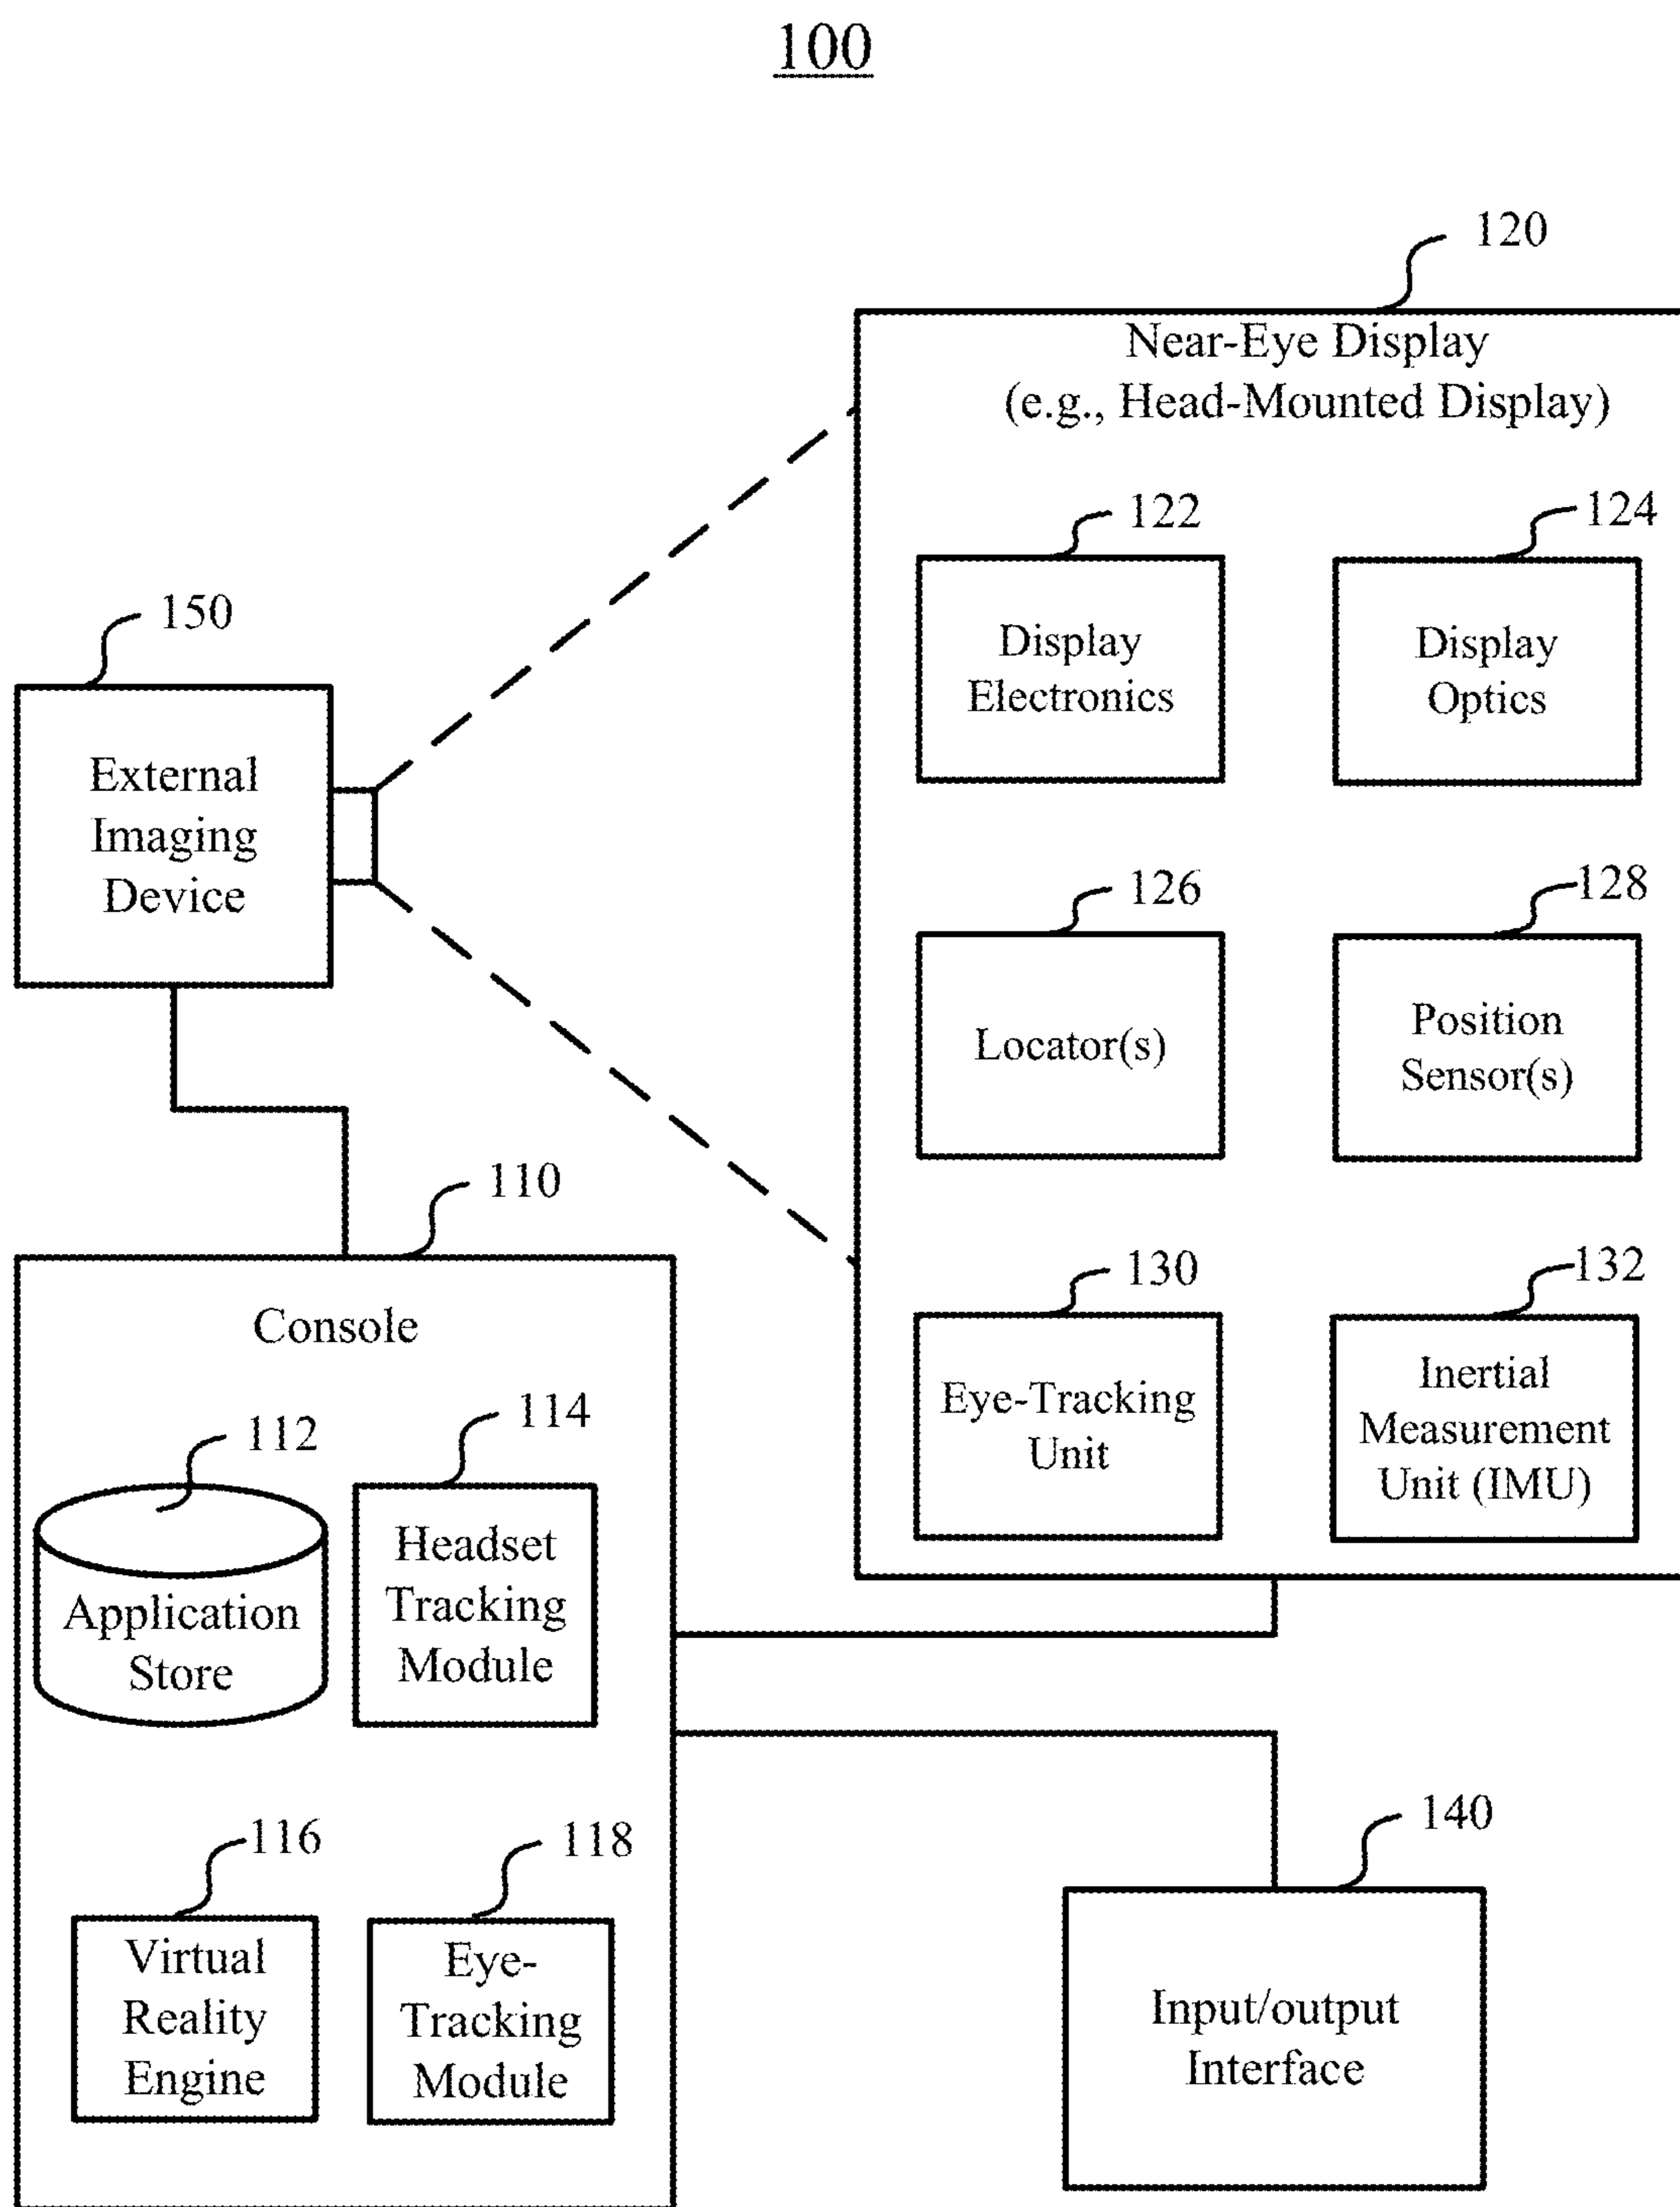 100
120
Near-Eye Display
(e.g., Head-Mounted Display)
122
Display
Electronics
124
Display
Optics
150
External
Imaging
Device
126
Locator(s)
128
Position
Sensor(s)
110
Console
130
Eye-Tracking
Unit
132
Inertial
Measurement
Unit (IMU)
112
Application
Store
114
Headset
Tracking
Module
116
Virtual
Reality
Engine
118
Eye-
Tracking
Module
140
Input/output
Interface